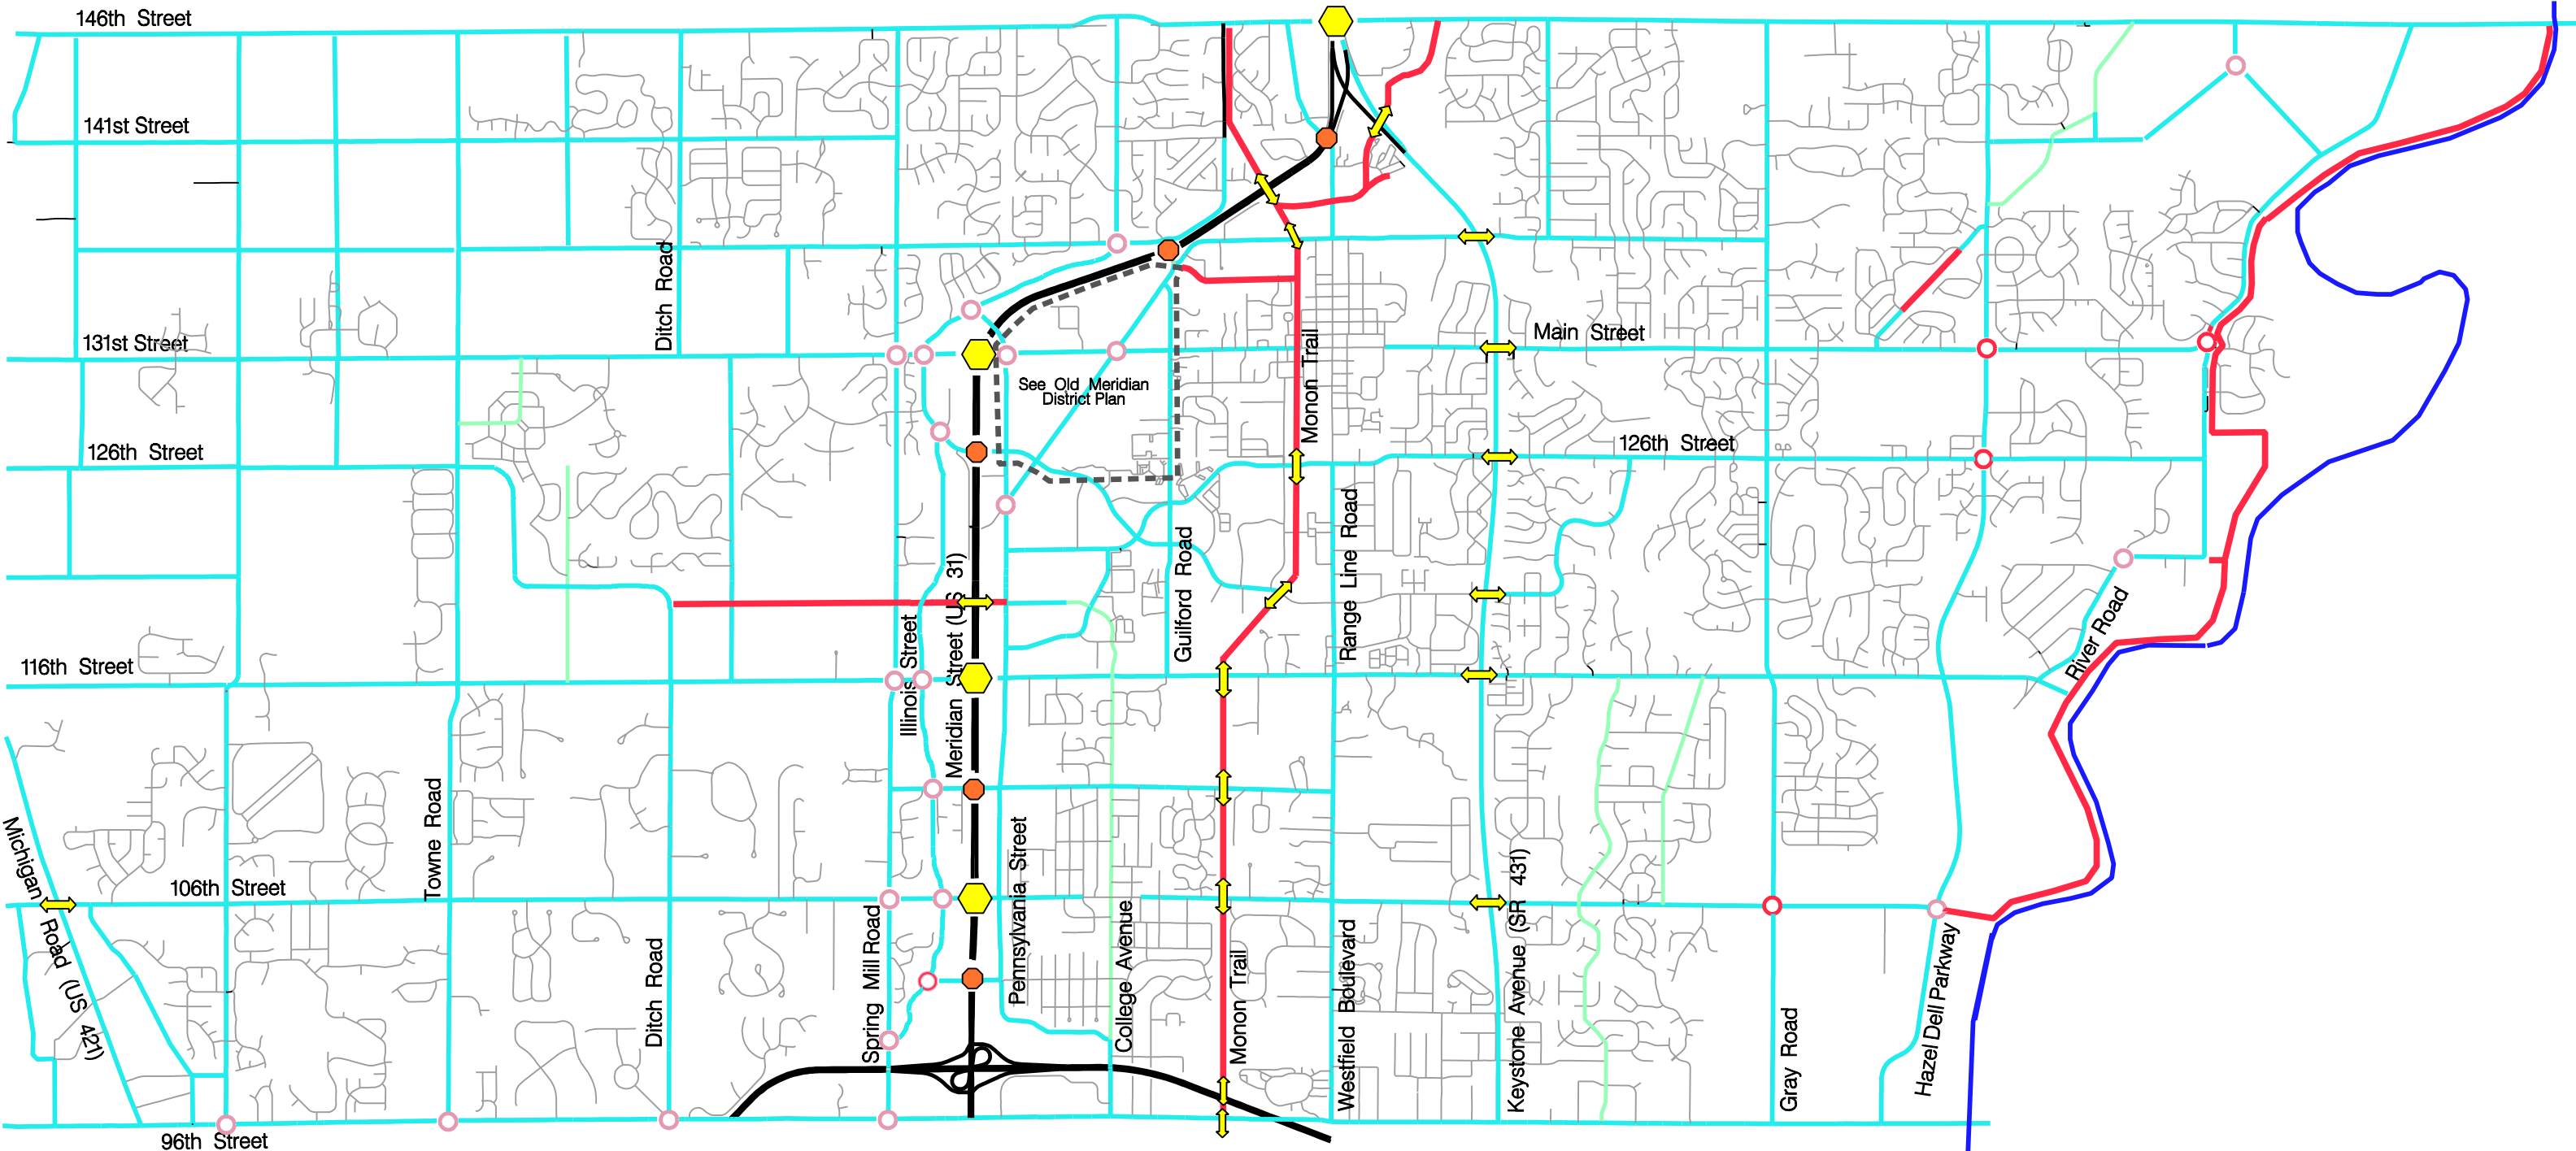 146th Street
141st Street
Ditch Road
131st Street
Main Street
Monon Trail
See Old Meridian
District Plan
126th Street
126th Street
Range Line Road
Guilford Road
Meridian Street (US 31)
Illinois Street
River Road
116th Street
Towne Road
Michigan Road (US 421)
106th Street
Pennsylvania Street
Keystone Avenue (SR 431)
College Avenue
Spring Mill Road
Ditch Road
Monon Trail
Westfield Boulevard
Gray Road
Hazel Dell Parkway
96th Street